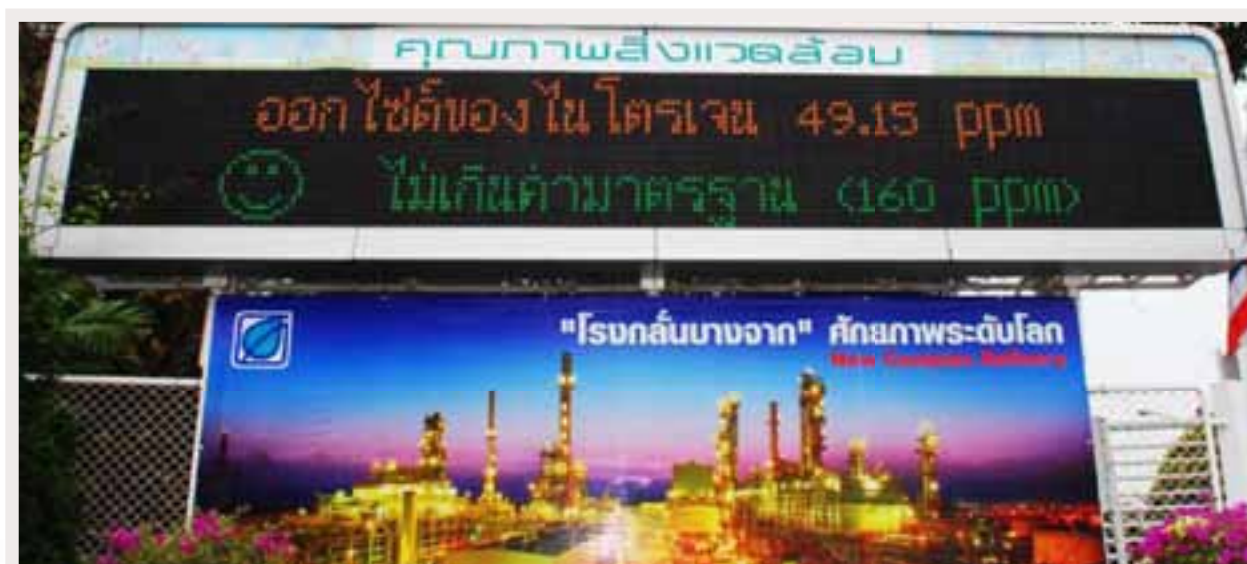 คุณภาพสิ่งแวดล้อม
ออกไซด์ของไนโตรเจน 49.15 ppm
ไม่เกินค่ามาตรฐาน (160 ppm)
"โรงกลั่นบางจาก" ศักยภาพระดับโลก
Refinery